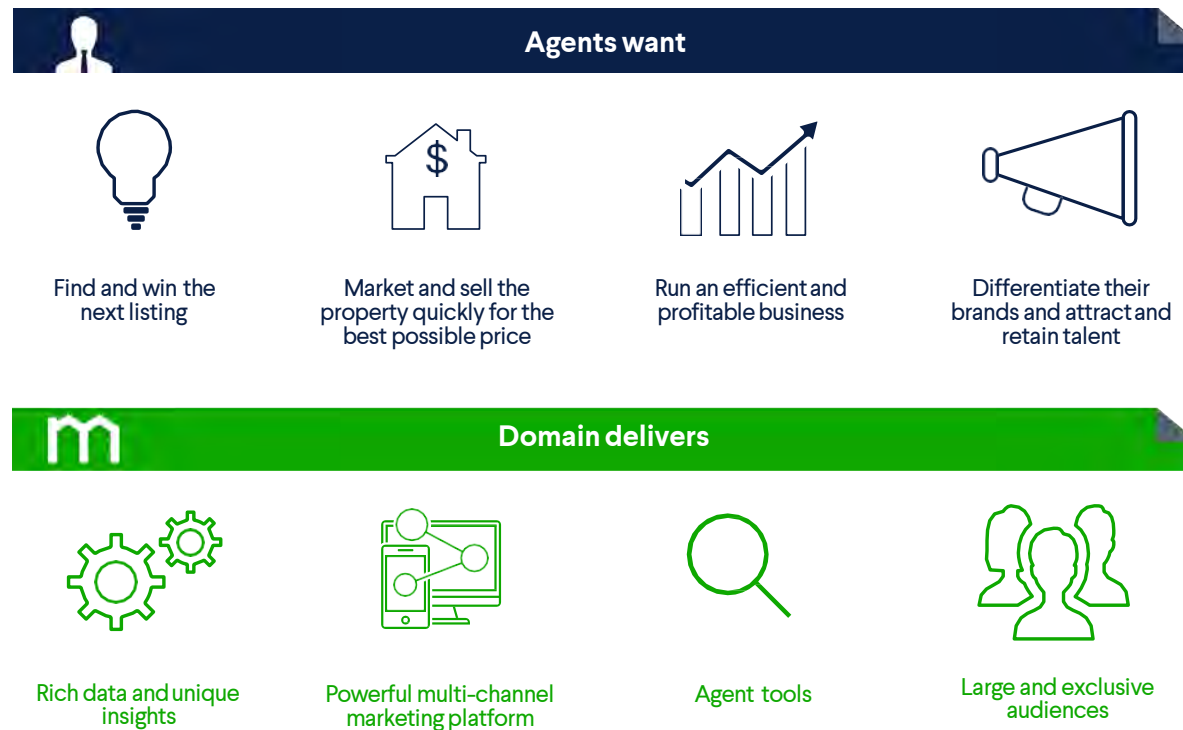 Agents want
$
Find and win the
next listing
Market and sell the
property quickly for the
best possible price
Run an efficient and
profitable business
Differentiate their
brands and attract and
retain talent
Domain delivers
Rich data and unique
insights
Powerful multi-channel
marketing platform
Agent tools
Large and exclusive
audiences